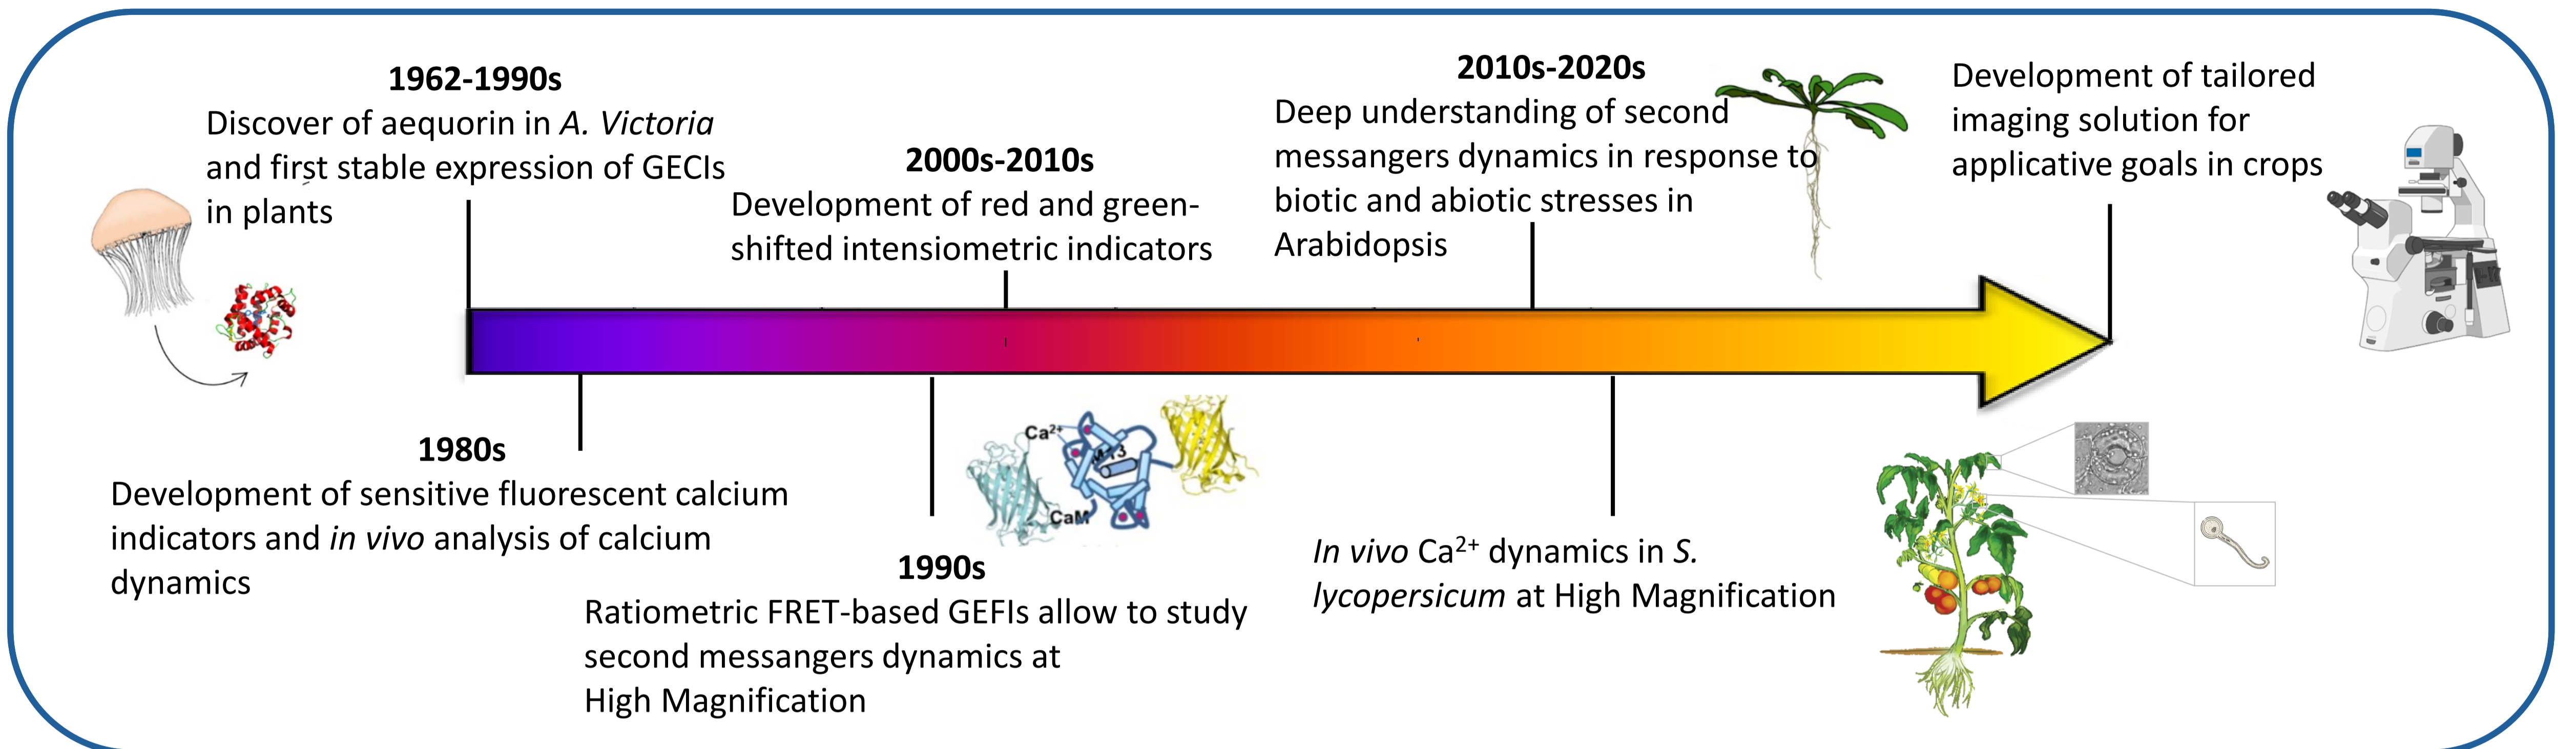 1962-1990s
Discover of aequorin in A. Victoria
and first stable expression of GECIs
in plants
2000s-2010s
Development of red and green-
shifted intensiometric indicators
2010s-2020s
Deep understanding of second
messangers dynamics in response to
biotic and abiotic stresses in
Arabidopsis
Development of tailored
imaging solution for
applicative goals in crops
1980s
Development of sensitive fluorescent calcium
indicators and in vivo analysis of calcium
dynamics
Ca²⁺
CaM
1990s
Ratiometric FRET-based GEFIs allow to study
second messangers dynamics at
High Magnification
In vivo Ca²⁺ dynamics in S.
lycopersicum at High Magnification